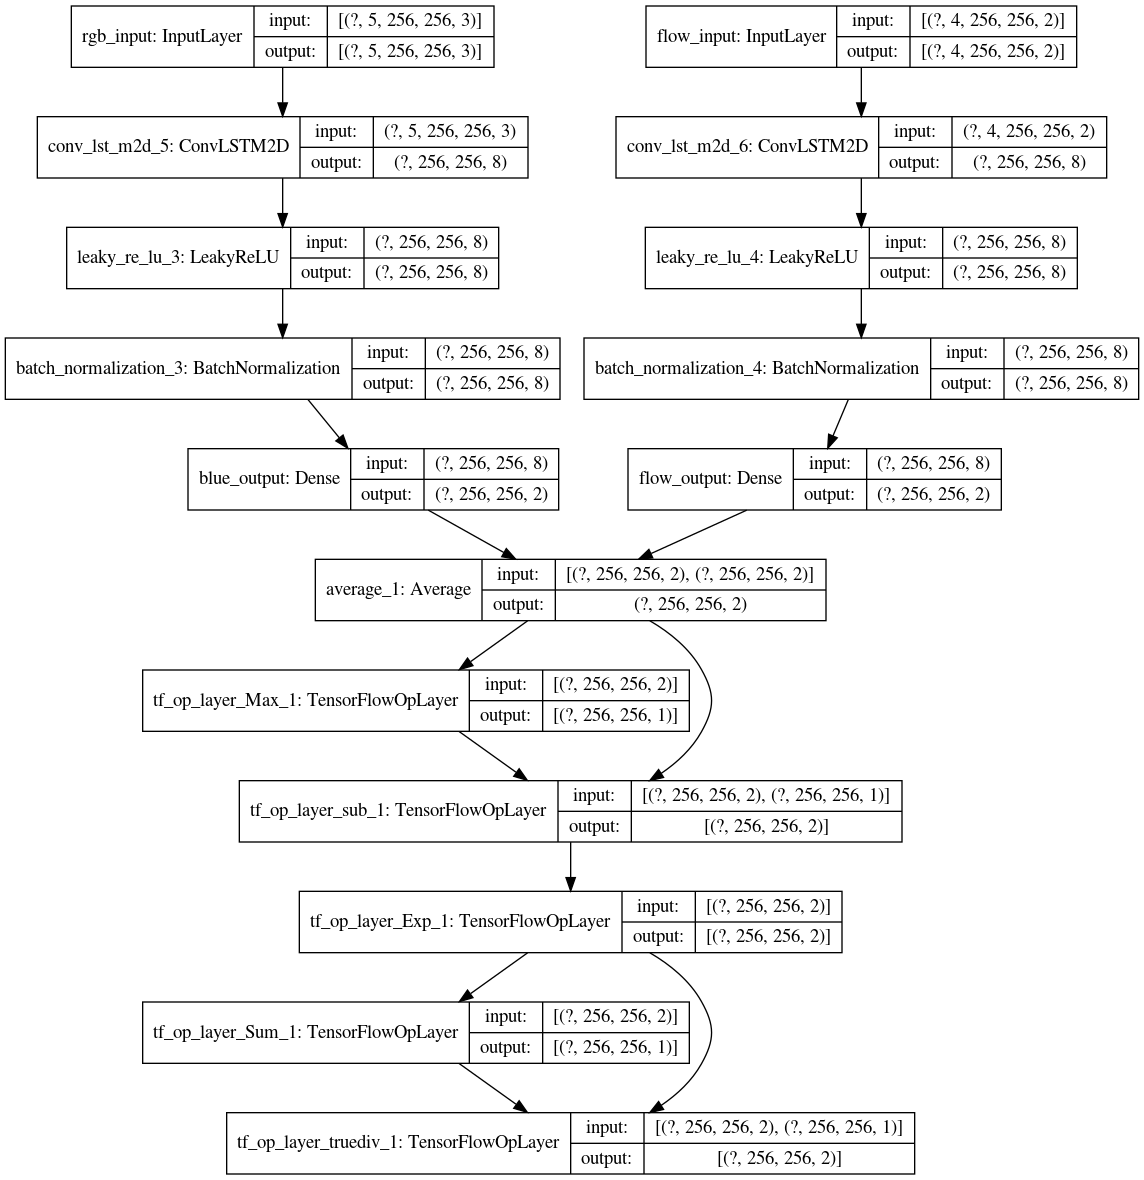 rgb_input: InputLayer
input:
[(?, 5, 256, 256, 3)]
output:
[(?, 5, 256, 256, 3)]
flow_input: InputLayer
input:
[(?, 4, 256, 256, 2)]
output:
[(?, 4, 256, 256, 2)]
conv_lst_m2d_5: ConvLSTM2D
input:
(?, 5, 256, 256, 3)
output:
(?, 256, 256, 8)
conv_lst_m2d_6: ConvLSTM2D
input:
(?, 4, 256, 256, 2)
output:
(?, 256, 256, 8)
leaky_re_lu_3: LeakyReLU
input:
(?, 256, 256, 8)
output:
(?, 256, 256, 8)
leaky_re_lu_4: LeakyReLU
input:
(?, 256, 256, 8)
output:
(?, 256, 256, 8)
batch_normalization_3: BatchNormalization
input:
(?, 256, 256, 8)
output:
(?, 256, 256, 8)
batch_normalization_4: BatchNormalization
input:
(?, 256, 256, 8)
output:
(?, 256, 256, 8)
blue_output: Dense
input:
(?, 256, 256, 8)
output:
(?, 256, 256, 2)
flow_output: Dense
input:
(?, 256, 256, 8)
output:
(?, 256, 256, 2)
average_1: Average
input:
[(?, 256, 256, 2), (?, 256, 256, 2)]
output:
(?, 256, 256, 2)
tf_op_layer_Max_1: TensorFlowOpLayer
input:
[(?, 256, 256, 2)]
output:
[(?, 256, 256, 1)]
tf_op_layer_sub_1: TensorFlowOpLayer
input:
[(?, 256, 256, 2), (?, 256, 256, 1)]
output:
[(?, 256, 256, 2)]
tf_op_layer_Exp_1: TensorFlowOpLayer
input:
[(?, 256, 256, 2)]
output:
[(?, 256, 256, 2)]
tf_op_layer_Sum_1: TensorFlowOpLayer
input:
[(?, 256, 256, 2)]
output:
[(?, 256, 256, 1)]
tf_op_layer_truediv_1: TensorFlowOpLayer
input:
[(?, 256, 256, 2), (?, 256, 256, 1)]
output:
[(?, 256, 256, 2)]